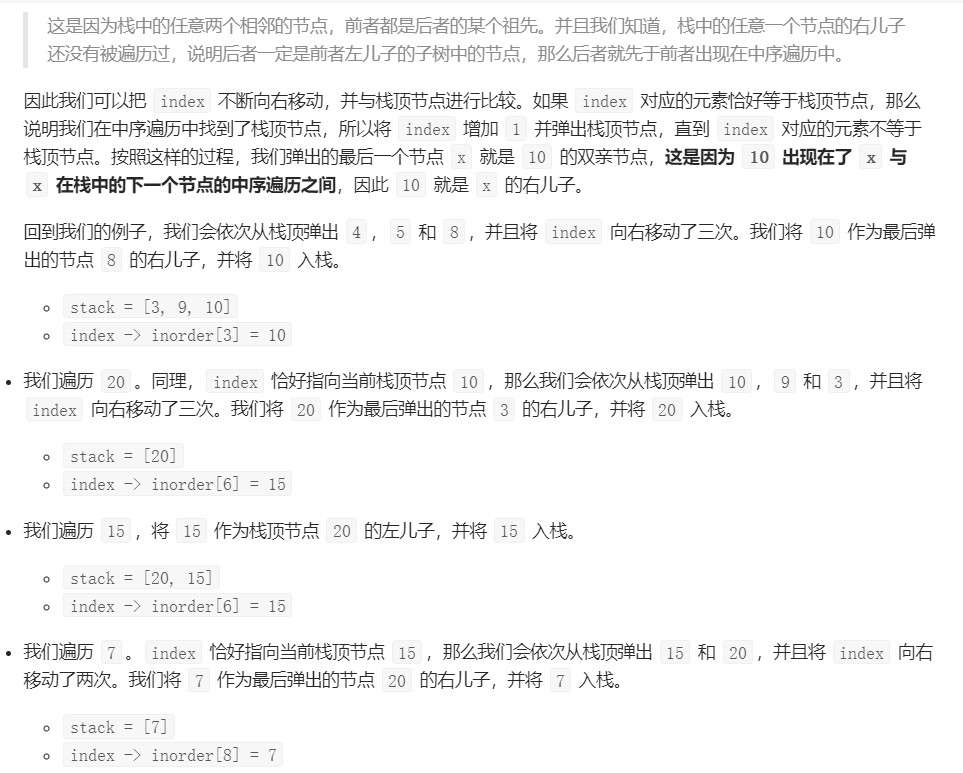 这是因为栈中的任意两个相邻的节点，前者都是后者的某个祖先。并且我们知道，栈中的任意一个节点的右儿子
还没有被遍历过，说明后者一定是前者左儿子的子树中的节点，那么后者就先于前者出现在中序遍历中。
因此我们可以把 index 不断向右移动，并与栈顶节点进行比较。如果 index 对应的元素恰好等于栈顶节点，那么
说明我们在中序遍历中找到了栈顶节点，所以将 index 增加 1 并弹出栈顶节点，直到 index 对应的元素不等于
栈顶节点。按照这样的过程，我们弹出的最后一个节点 x 就是 10 的双亲节点，这是因为 10 出现在了 x 与
x 在栈中的下一个节点的中序遍历之间，因此 10 就是 x 的右儿子。
回到我们的例子，我们会依次从栈顶弹出 4 ， 5 和 8 ，并且将 index 向右移动了三次。我们将 10 作为最后弹
出的节点 8 的右儿子，并将 10 入栈。
stack = [3, 9, 10]
index -> inorder[3] = 10
我们遍历 20 。同理， index 恰好指向当前栈顶节点 10 ，那么我们会依次从栈顶弹出 10 ， 9 和 3 ，并且将
index 向右移动了三次。我们将 20 作为最后弹出的节点 3 的右儿子，并将 20 入栈。
stack = [20]
index -> inorder[6] = 15
我们遍历 15 ，将 15 作为栈顶节点 20 的左儿子，并将 15 入栈。
stack = [20, 15]
index -> inorder[6] = 15
我们遍历 7 。 index 恰好指向当前栈顶节点 15 ，那么我们会依次从栈顶弹出 15 和 20 ，并且将 index 向右
移动了两次。我们将 7 作为最后弹出的节点 20 的右儿子，并将 7 入栈。
stack = [7]
index -> inorder[8] = 7